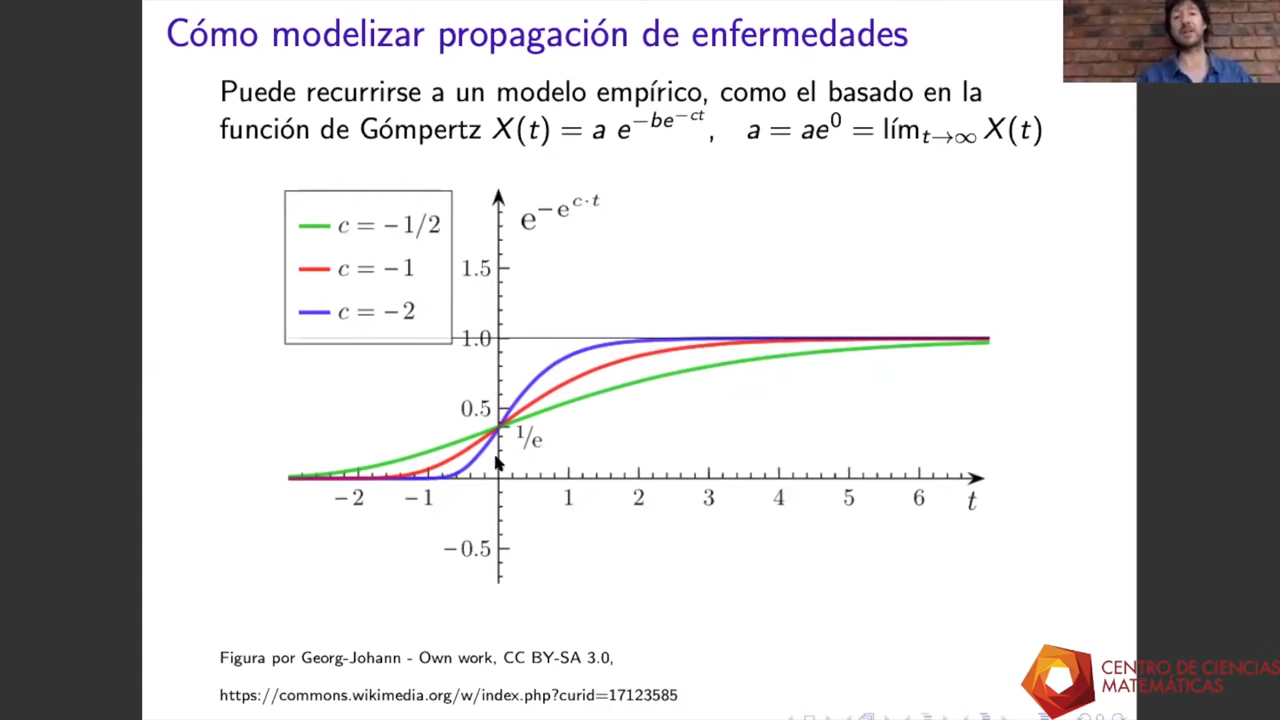 Cómo modelizar propagación de enfermedades
Puede recurrirse a un modelo empírico, como el basado en la
función de Gómpertz X(t) = a e^{−be^{−ct}}, a = ae^0 = lím_{t→∞} X(t)
c = −1/2
c = −1
c = −2
e^{−e^{c·t}}
1.5
1.0
0.5
1/e
−2 −1 1 2 3 4 5 6 t
−0.5
Figura por Georg-Johann - Own work, CC BY-SA 3.0,
https://commons.wikimedia.org/w/index.php?curid=17123585
CENTRO DE CIENCIAS
MATEMÁTICAS